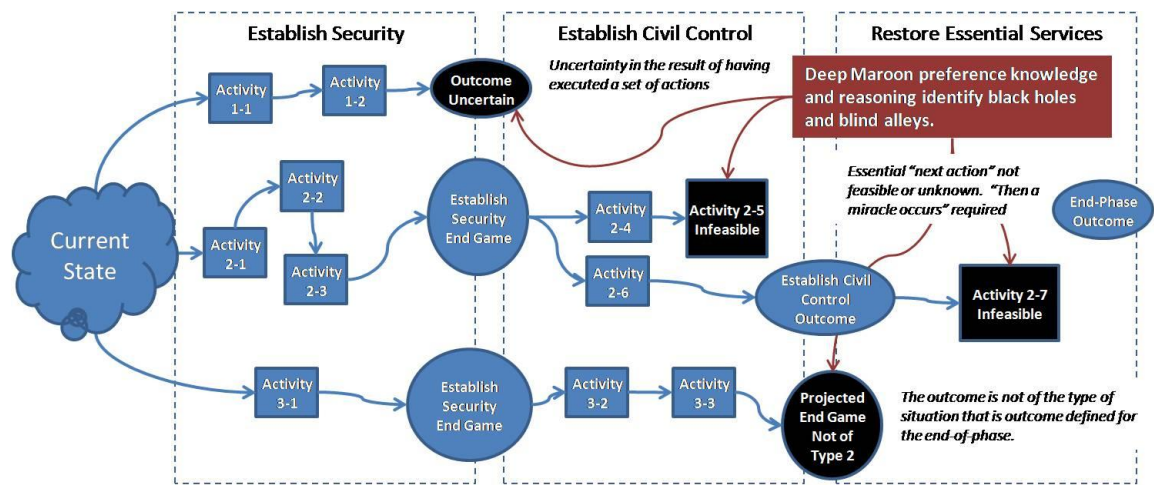 Establish Security
Establish Civil Control
Restore Essential Services
Uncertainty in the result of having
executed a set of actions
Deep Maroon preference knowledge
and reasoning identify black holes
and blind alleys.
Activity
1-1
Activity
1-2
Outcome
Uncertain
Essential “next action” not
feasible or unknown. “Then a
miracle occurs” required
End-Phase
Outcome
Current
State
Activity
2-1
Activity
2-2
Activity
2-3
Establish
Security
End Game
Activity
2-4
Activity 2-5
Infeasible
Activity
2-6
Establish Civil
Control
Outcome
Activity 2-7
Infeasible
Activity
3-1
Establish
Security
End Game
Activity
3-2
Activity
3-3
Projected
End Game
Not of
Type 2
The outcome is not of the type of
situation that is outcome defined for
the end-of-phase.